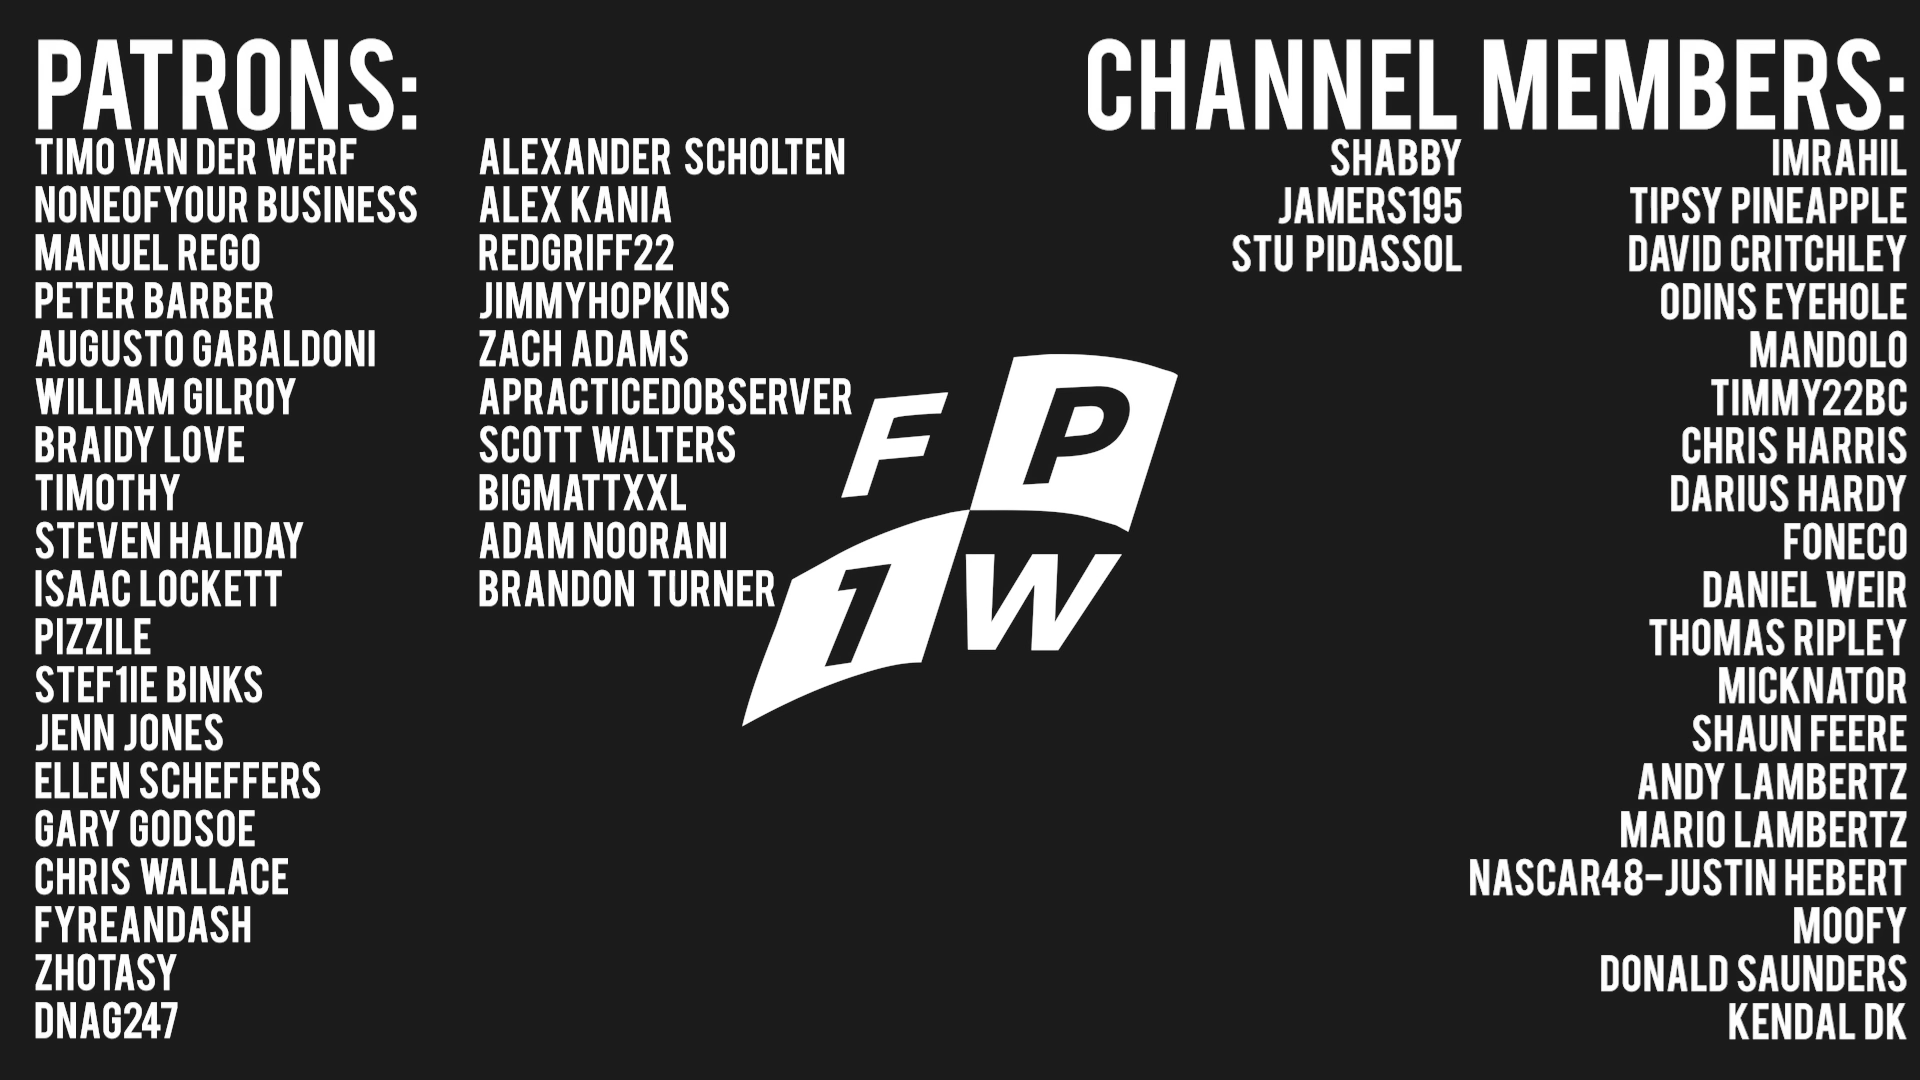 PATRONS:
TIMO VAN DER WERF
NONEOFYOUR BUSINESS
MANUEL REGO
PETER BARBER
AUGUSTO GABALDONI
WILLIAM GILROY
BRAIDY LOVE
TIMOTHY
STEVEN HALIDAY
ISAAC LOCKETT
PIZZILE
STEF1IE BINKS
JENN JONES
ELLEN SCHEFFERS
GARY GODSOE
CHRIS WALLACE
FYREANDASH
ZHOTASY
DNAG247
ALEXANDER SCHOLTEN
ALEX KANIA
REDGRIFF22
JIMMYHOPKINS
ZACH ADAMS
APRACTICEDOBSERVER
SCOTT WALTERS
BIGMATTXXL
ADAM NOORANI
BRANDON TURNER
F P
1 W
CHANNEL MEMBERS:
SHABBY
JAMERS195
STU PIDASSOL
IMRAHIL
TIPSY PINEAPPLE
DAVID CRITCHLEY
ODINS EYEHOLE
MANDOLO
TIMMY22BC
CHRIS HARRIS
DARIUS HARDY
FONECO
DANIEL WEIR
THOMAS RIPLEY
MICKNATOR
SHAUN FEERE
ANDY LAMBERTZ
MARIO LAMBERTZ
NASCAR48-JUSTIN HEBERT
MOOFY
DONALD SAUNDERS
KENDAL DK